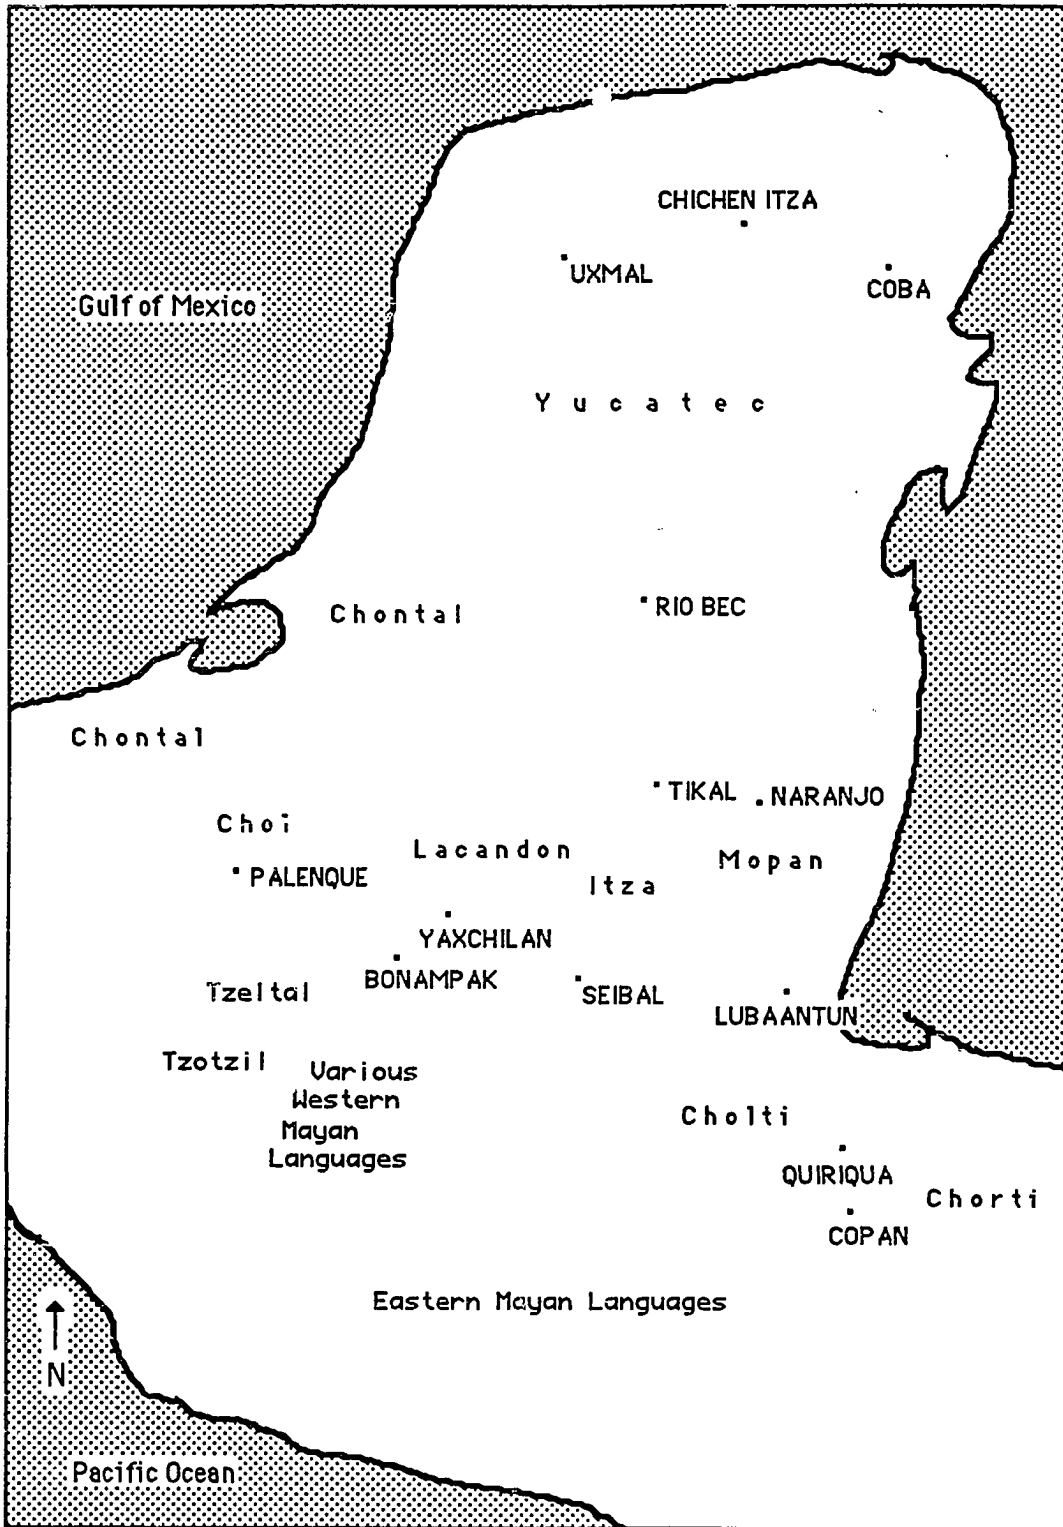 CHICHEN ITZA
UXMAL
COBA
Gulf of Mexico
Yucatec
Chontal
RIO BEC
Chontal
TIKAL
NARANJO
Chol
Lacandon
Mopan
PALENQUE
Itza
YAXCHILAN
BONAMPAK
Tzeltal
SEIBAL
LUBAANTUN
Tzotzil
Various
Western
Mayan
Languages
Cholti
QUIRIQUA
Chorti
COPAN
Eastern Mayan Languages
N
Pacific Ocean